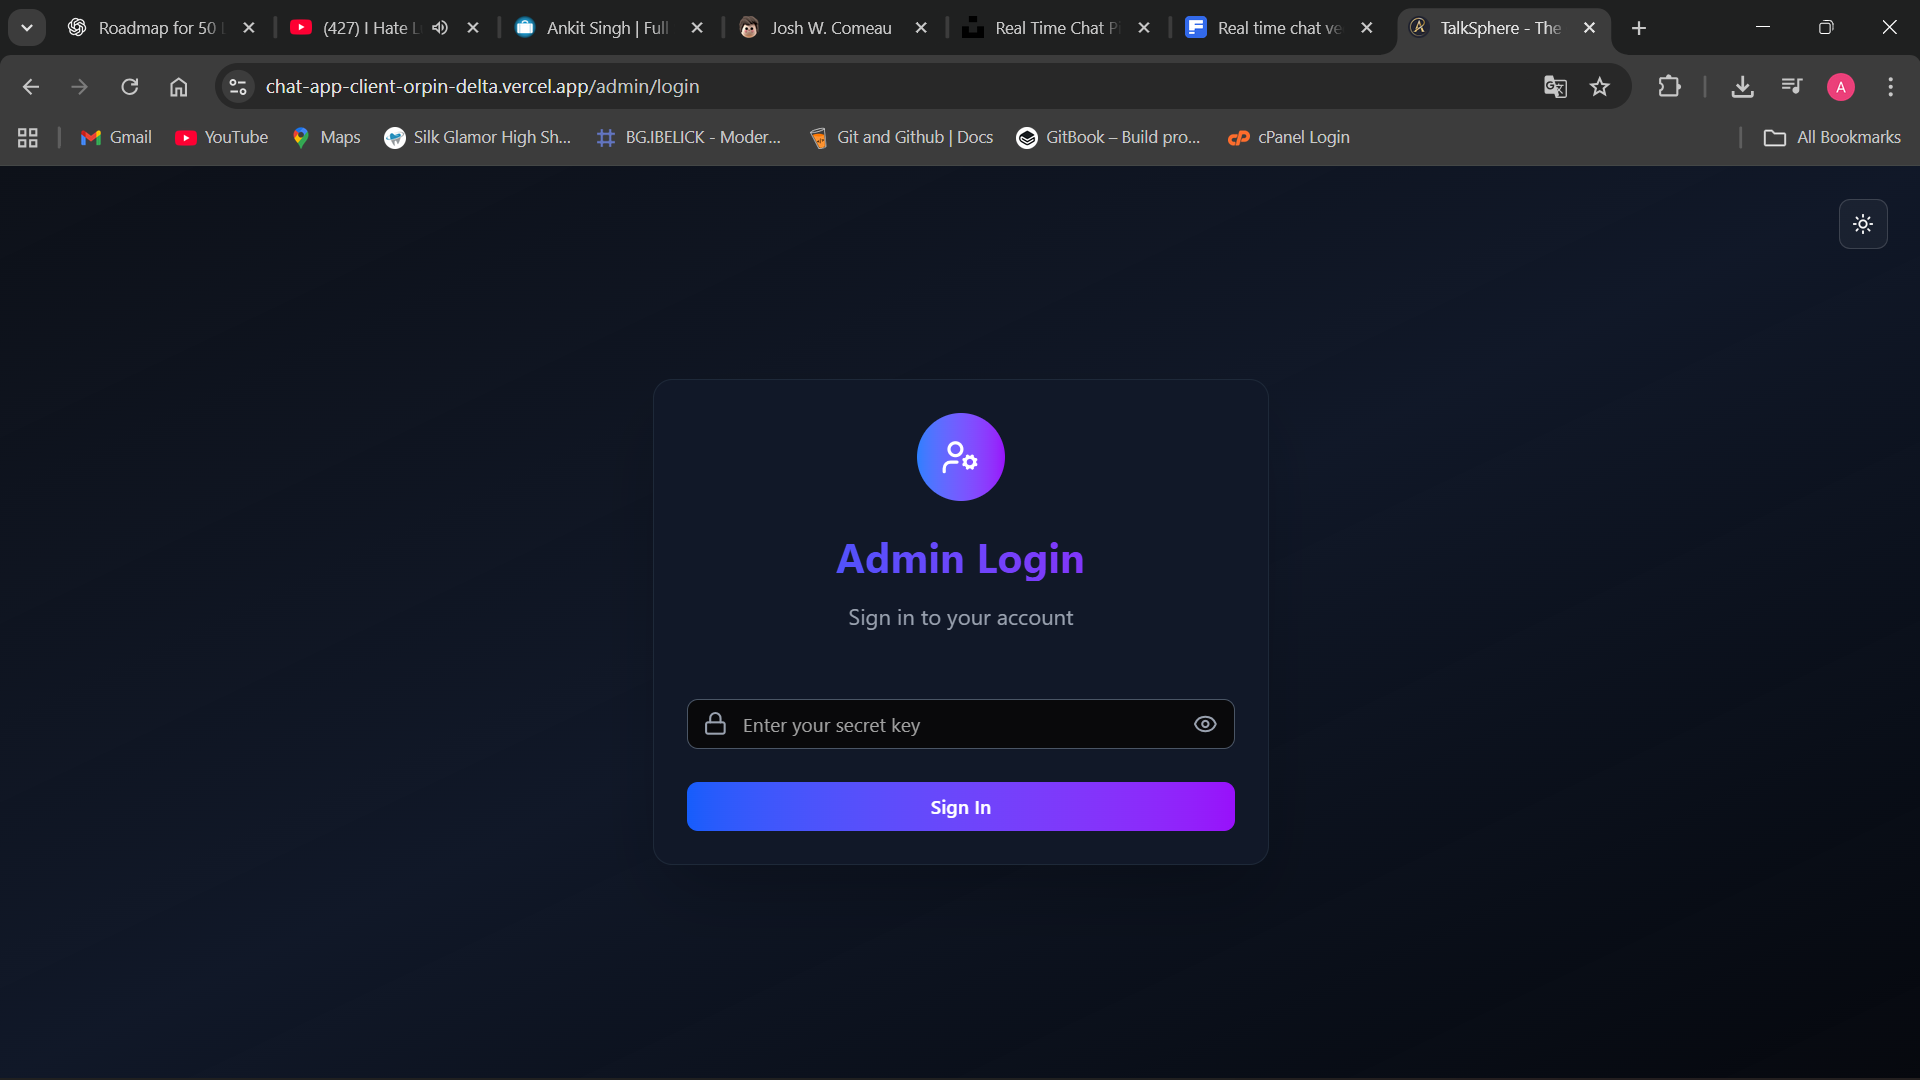 Roadmap for 50
(427) I Hate L
Ankit Singh | Full
Josh W. Comeau
Real Time Chat P
Real time chat ve
TalkSphere - The
chat-app-client-orpin-delta.vercel.app/admin/login
A
Gmail
YouTube
Maps
Silk Glamor High Sh...
BG.IBELICK - Moder...
Git and Github | Docs
GitBook – Build pro...
cPanel Login
All Bookmarks
Admin Login
Sign in to your account
Enter your secret key
Sign In